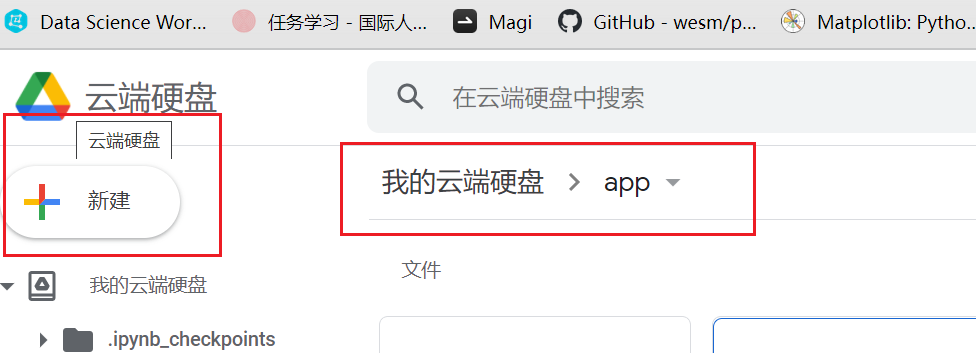 Data Science Wor...
任务学习 - 国际人...
Magi
GitHub - wesm/p...
Matplotlib: Pytho...
云端硬盘
在云端硬盘中搜索
云端硬盘
新建
我的云端硬盘 > app
文件
我的云端硬盘
.ipynb_checkpoints